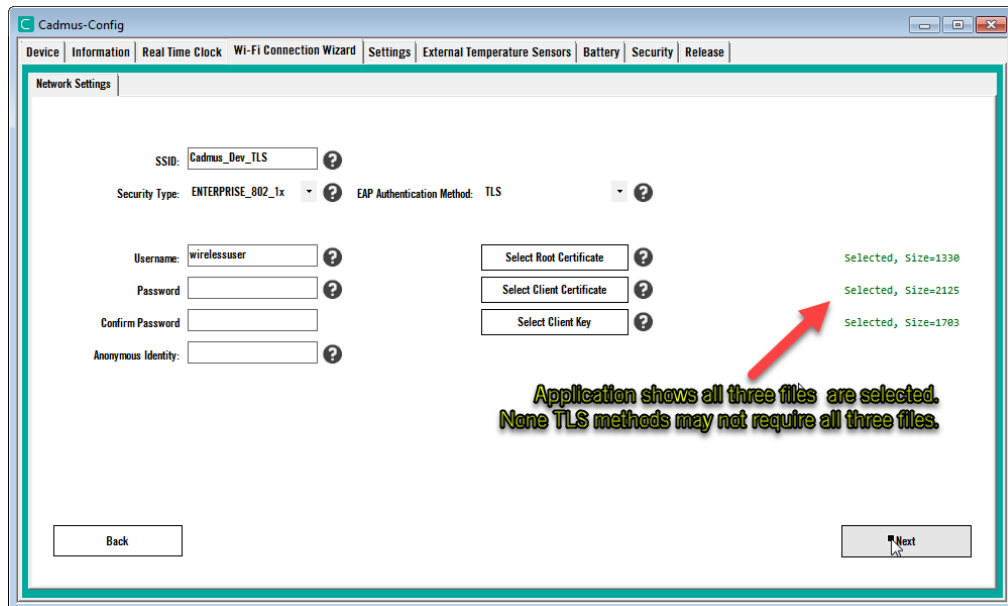 Cadmus-Config
Device Information Real Time Clock Wi-Fi Connection Wizard Settings External Temperature Sensors Battery Security Release
Network Settings
SSID: Cadmus_Dev_TLS
Security Type: ENTERPRISE_802_1x EAP Authentication Method: TLS
Username: wirelessuser Select Root Certificate Selected, Size=1330
Password Select Client Certificate Selected, Size=2125
Confirm Password Select Client Key Selected, Size=1703
Anonymous Identity:
Application shows all three files are selected.
None TLS methods may not require all three files.
Back Next